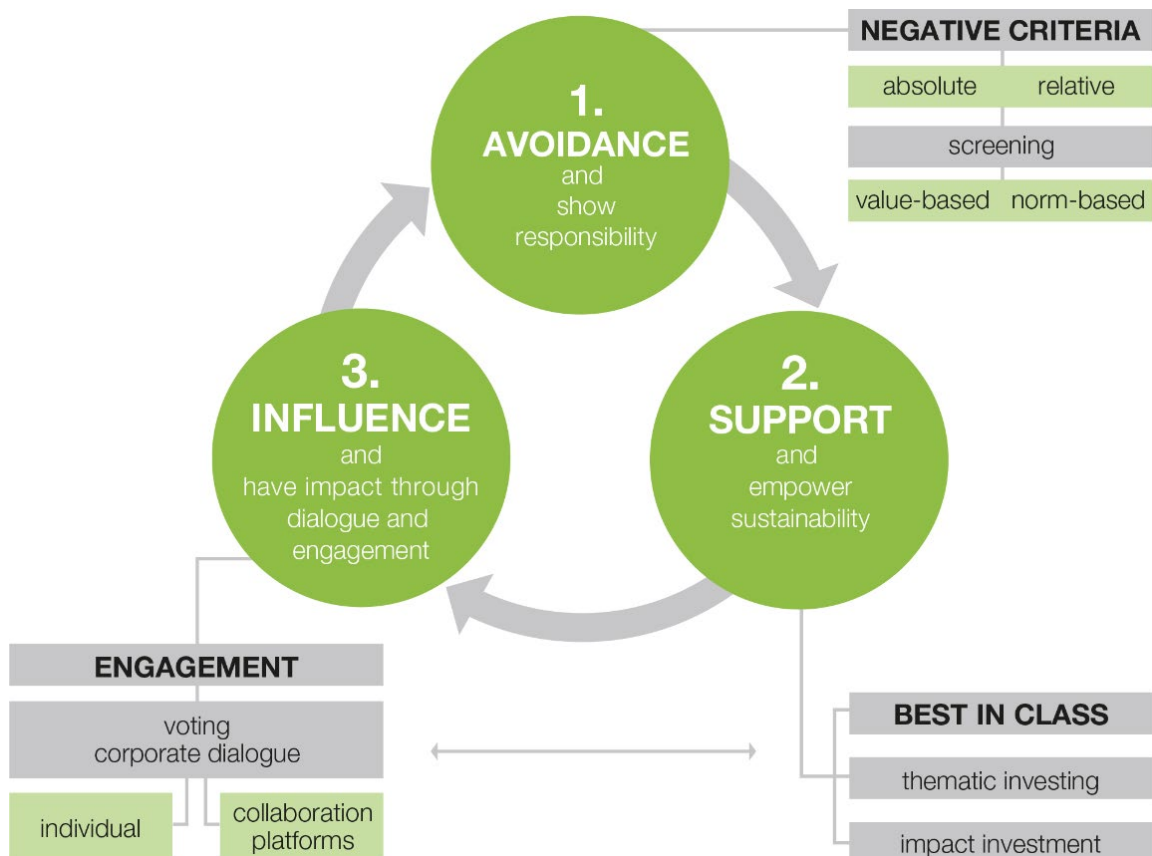 1.
AVOIDANCE
and
show
responsibility
NEGATIVE CRITERIA
absolute relative
screening
value-based norm-based
2.
SUPPORT
and
empower
sustainability
3.
INFLUENCE
and
have impact through
dialogue and
engagement
ENGAGEMENT
voting
corporate dialogue
individual
collaboration
platforms
BEST IN CLASS
thematic investing
impact investment